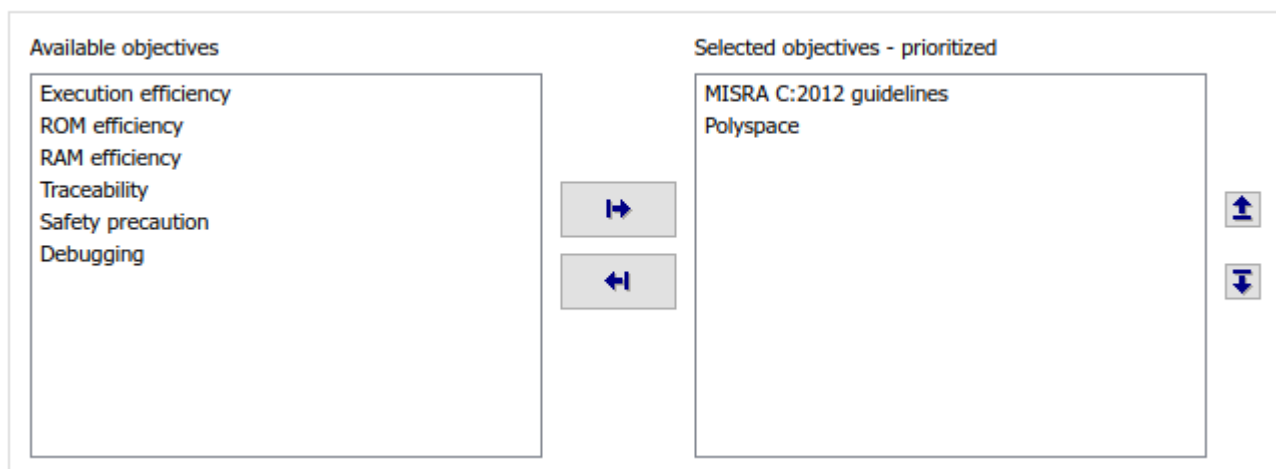 Available objectives
Execution efficiency
ROM efficiency
RAM efficiency
Traceability
Safety precaution
Debugging
Selected objectives - prioritized
MISRA C:2012 guidelines
Polyspace